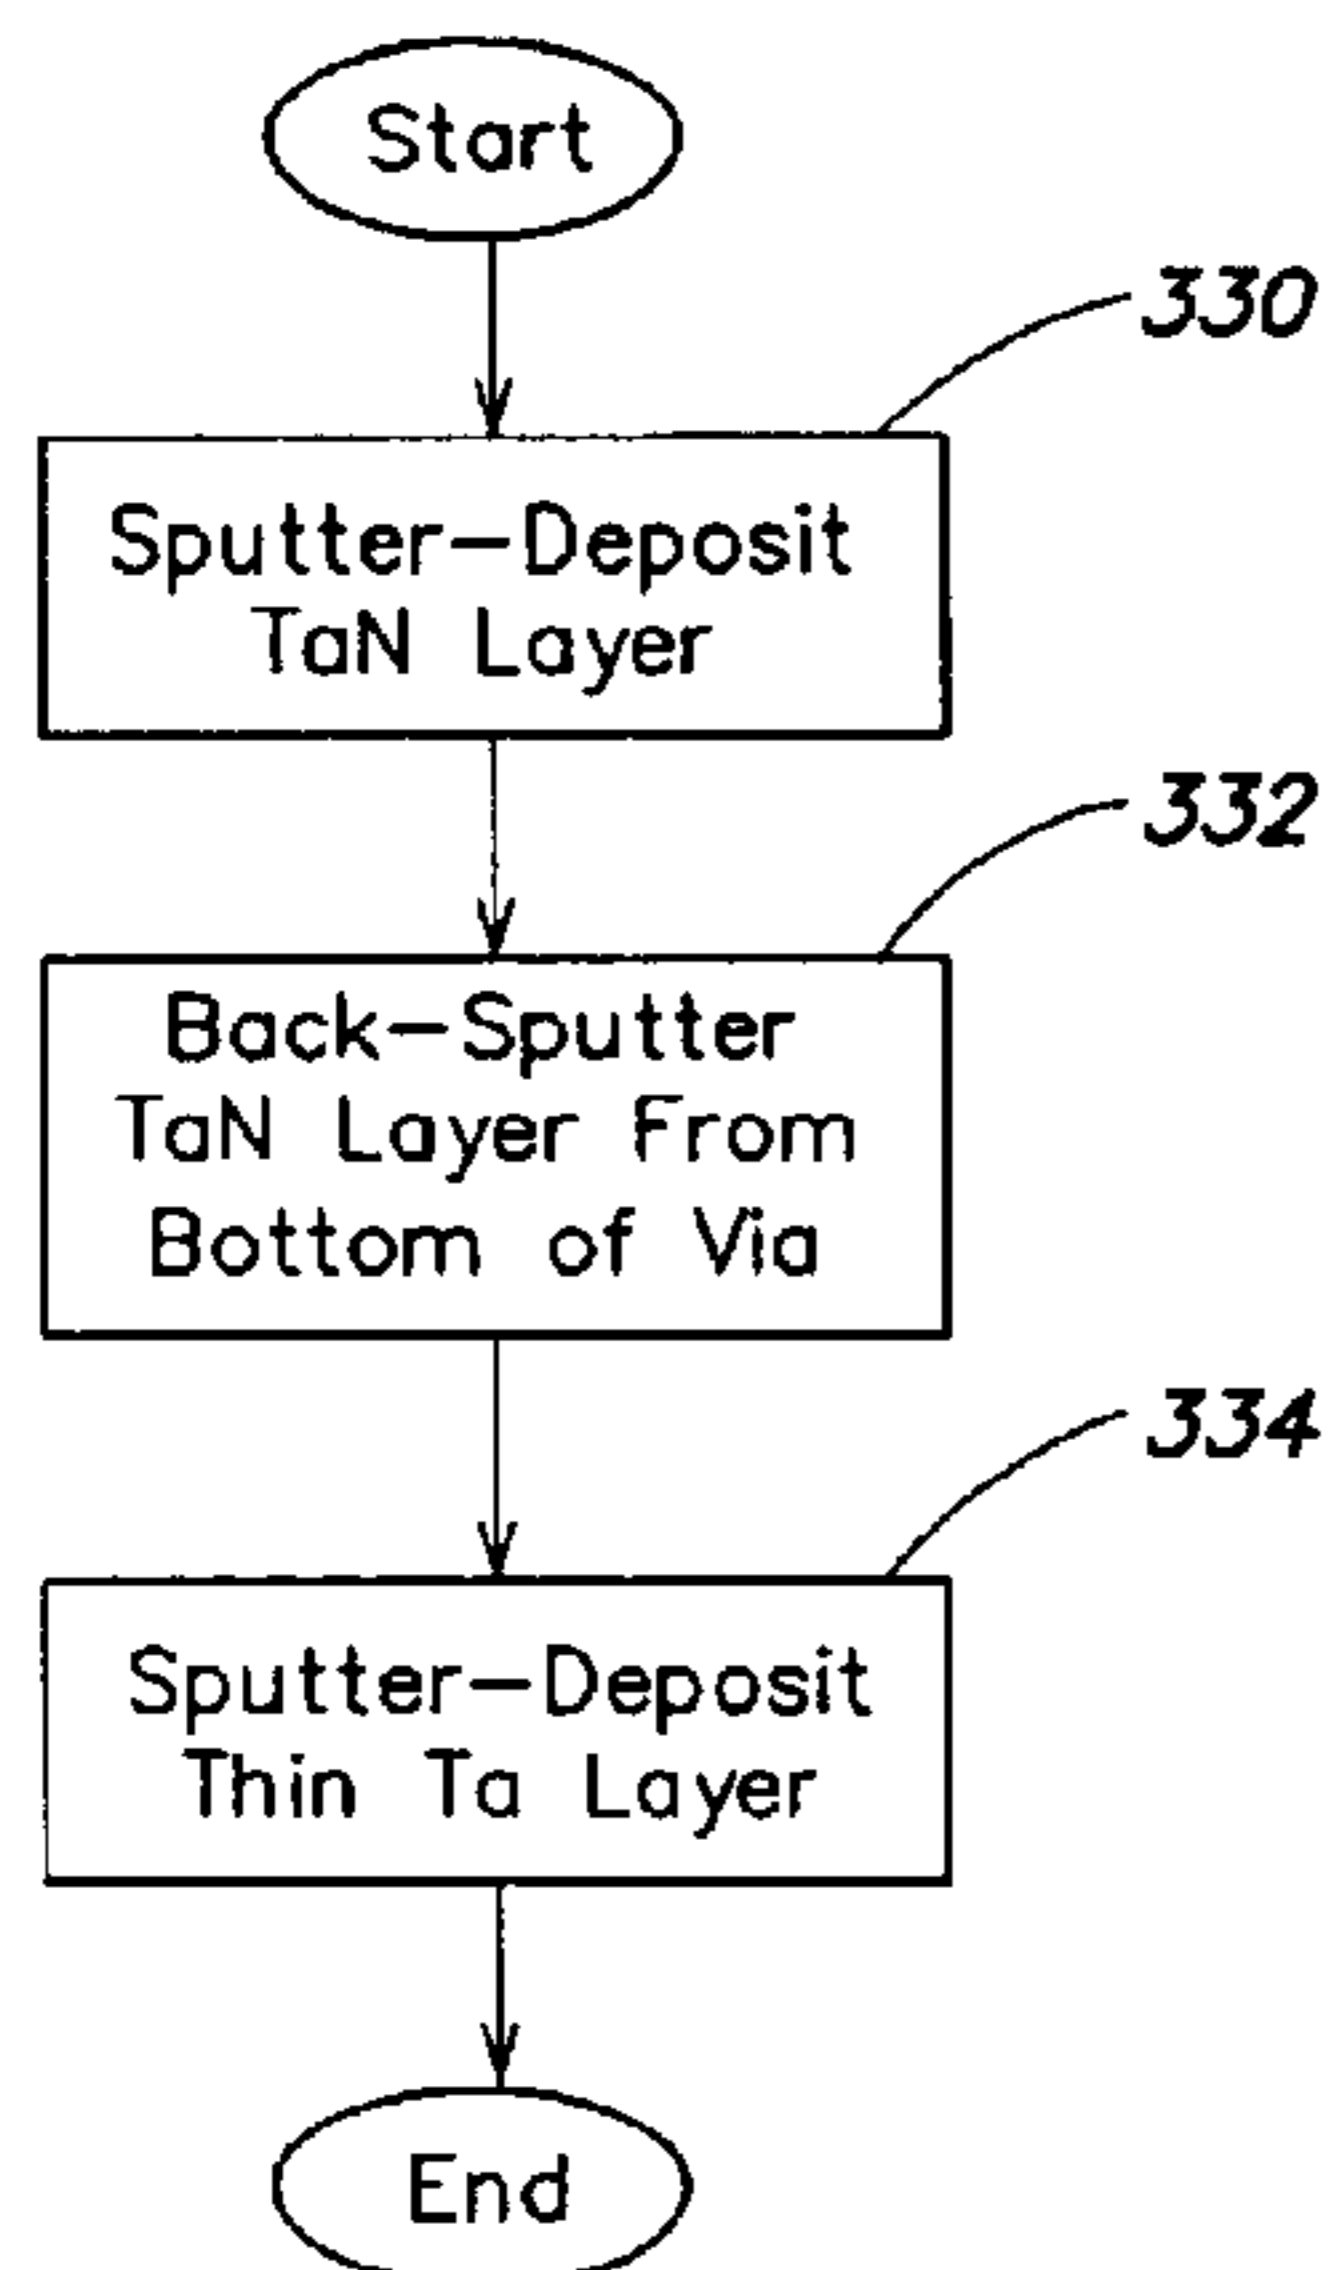 Start
330
Sputter-Deposit
TaN Layer
332
Back-Sputter
TaN Layer From
Bottom of Via
334
Sputter-Deposit
Thin Ta Layer
End